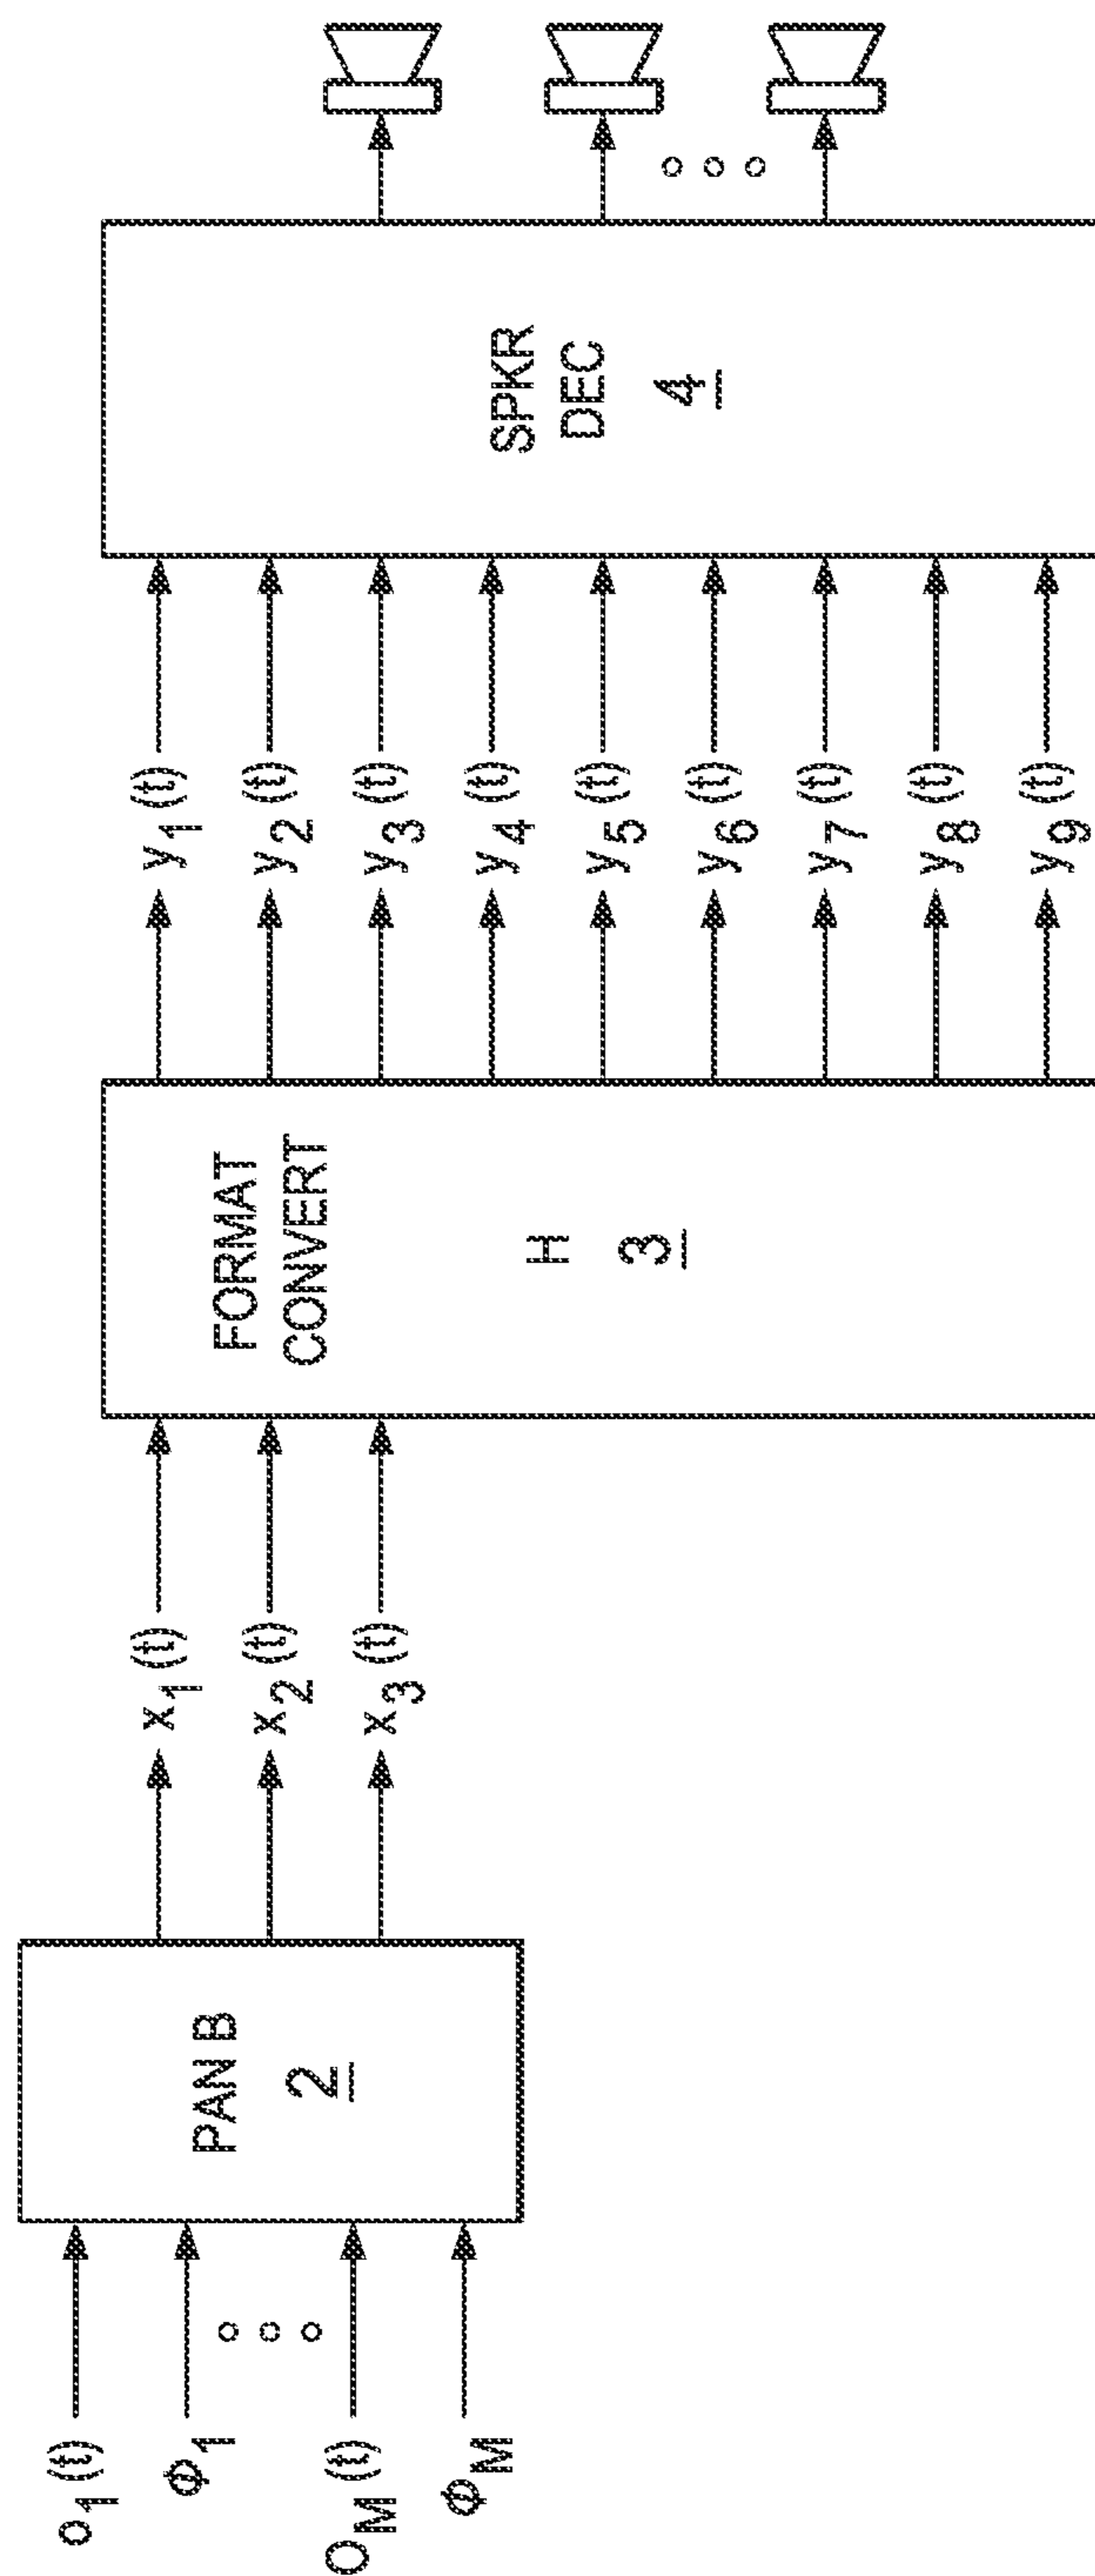 o1(t)
Φ1
OM(t)
ΦM
PAN B
2
x1(t)
x2(t)
x3(t)
FORMAT
CONVERT
H 3
y1(t)
y2(t)
y3(t)
y4(t)
y5(t)
y6(t)
y7(t)
y8(t)
y9(t)
SPKR
DEC
4